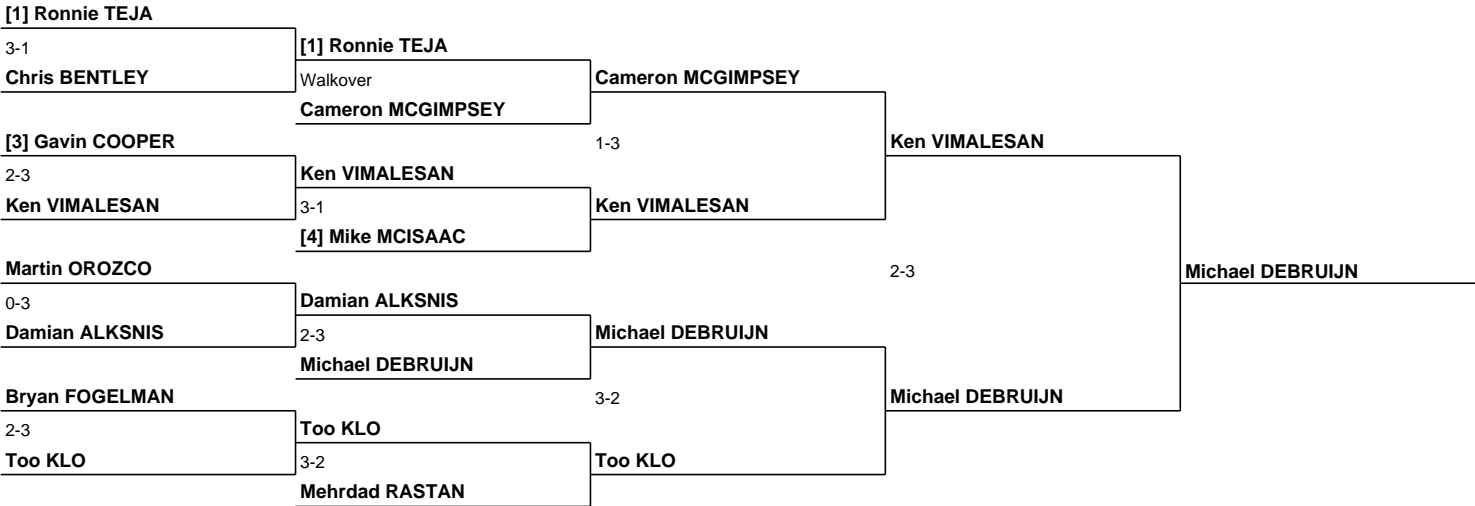 [1] Ronnie TEJA
3-1
Chris BENTLEY
[3] Gavin COOPER
2-3
Ken VIMALESAN
Martin OROZCO
0-3
Damian ALKSNIS
Bryan FOGELMAN
2-3
Too KLO
[1] Ronnie TEJA
Walkover
Cameron MCGIMPSEY
Ken VIMALESAN
3-1
[4] Mike MCISAAC
Damian ALKSNIS
2-3
Michael DEBRUIJN
Too KLO
3-2
Mehrdad RASTAN
Cameron MCGIMPSEY
1-3
Ken VIMALESAN
Michael DEBRUIJN
3-2
Too KLO
Ken VIMALESAN
2-3
Michael DEBRUIJN
Michael DEBRUIJN